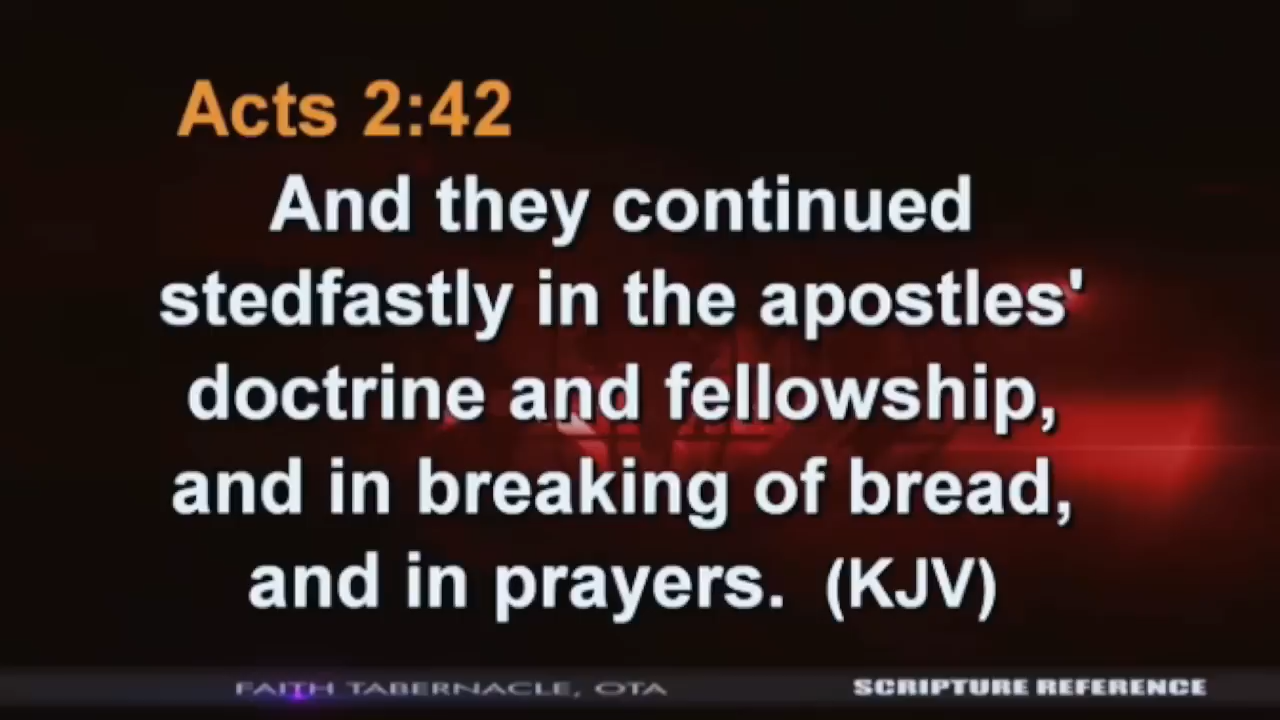 Acts 2:42
And they continued
stedfastly in the apostles'
doctrine and fellowship,
and in breaking of bread,
and in prayers. (KJV)
FAITH TABERNACLE, OTA SCRIPTURE REFERENCE